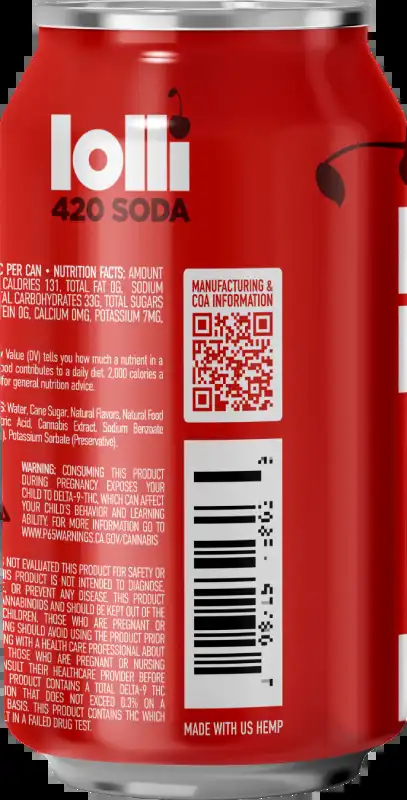 lolli
420 SODA
C PER CAN • NUTRITION FACTS: AMOUNT
CALORIES 131, TOTAL FAT 0G, SODIUM
AL CARBOHYDRATES 33G, TOTAL SUGARS
EIN 0G, CALCIUM 0MG, POTASSIUM 7MG,
Value (DV) tells you how much a nutrient in a
ood contributes to a daily diet. 2,000 calories a
for general nutrition advice.
S: Water, Cane Sugar, Natural Flavors, Natural Food
tric Acid, Cannabis Extract, Sodium Benzoate
), Potassium Sorbate (Preservative).
WARNING: CONSUMING THIS PRODUCT
DURING PREGNANCY EXPOSES YOUR
CHILD TO DELTA-9-THC, WHICH CAN AFFECT
YOUR CHILD'S BEHAVIOR AND LEARNING
ABILITY. FOR MORE INFORMATION GO TO
WWW.P65WARNINGS.CA.GOV/CANNABIS
NOT EVALUATED THIS PRODUCT FOR SAFETY OR
HIS PRODUCT IS NOT INTENDED TO DIAGNOSE,
E, OR PREVENT ANY DISEASE. THIS PRODUCT
ANNABINOIDS AND SHOULD BE KEPT OUT OF THE
CHILDREN. THOSE WHO ARE PREGNANT OR
ING SHOULD AVOID USING THE PRODUCT PRIOR
NG WITH A HEALTH CARE PROFESSIONAL ABOUT
THOSE WHO ARE PREGNANT OR NURSING
NSULT THEIR HEALTHCARE PROVIDER BEFORE
PRODUCT CONTAINS A TOTAL DELTA-9 THC
ION THAT DOES NOT EXCEED 0.3% ON A
BASIS. THIS PRODUCT CONTAINS THC WHICH
LT IN A FAILED DRUG TEST.
MANUFACTURING &
COA INFORMATION
MADE WITH US HEMP